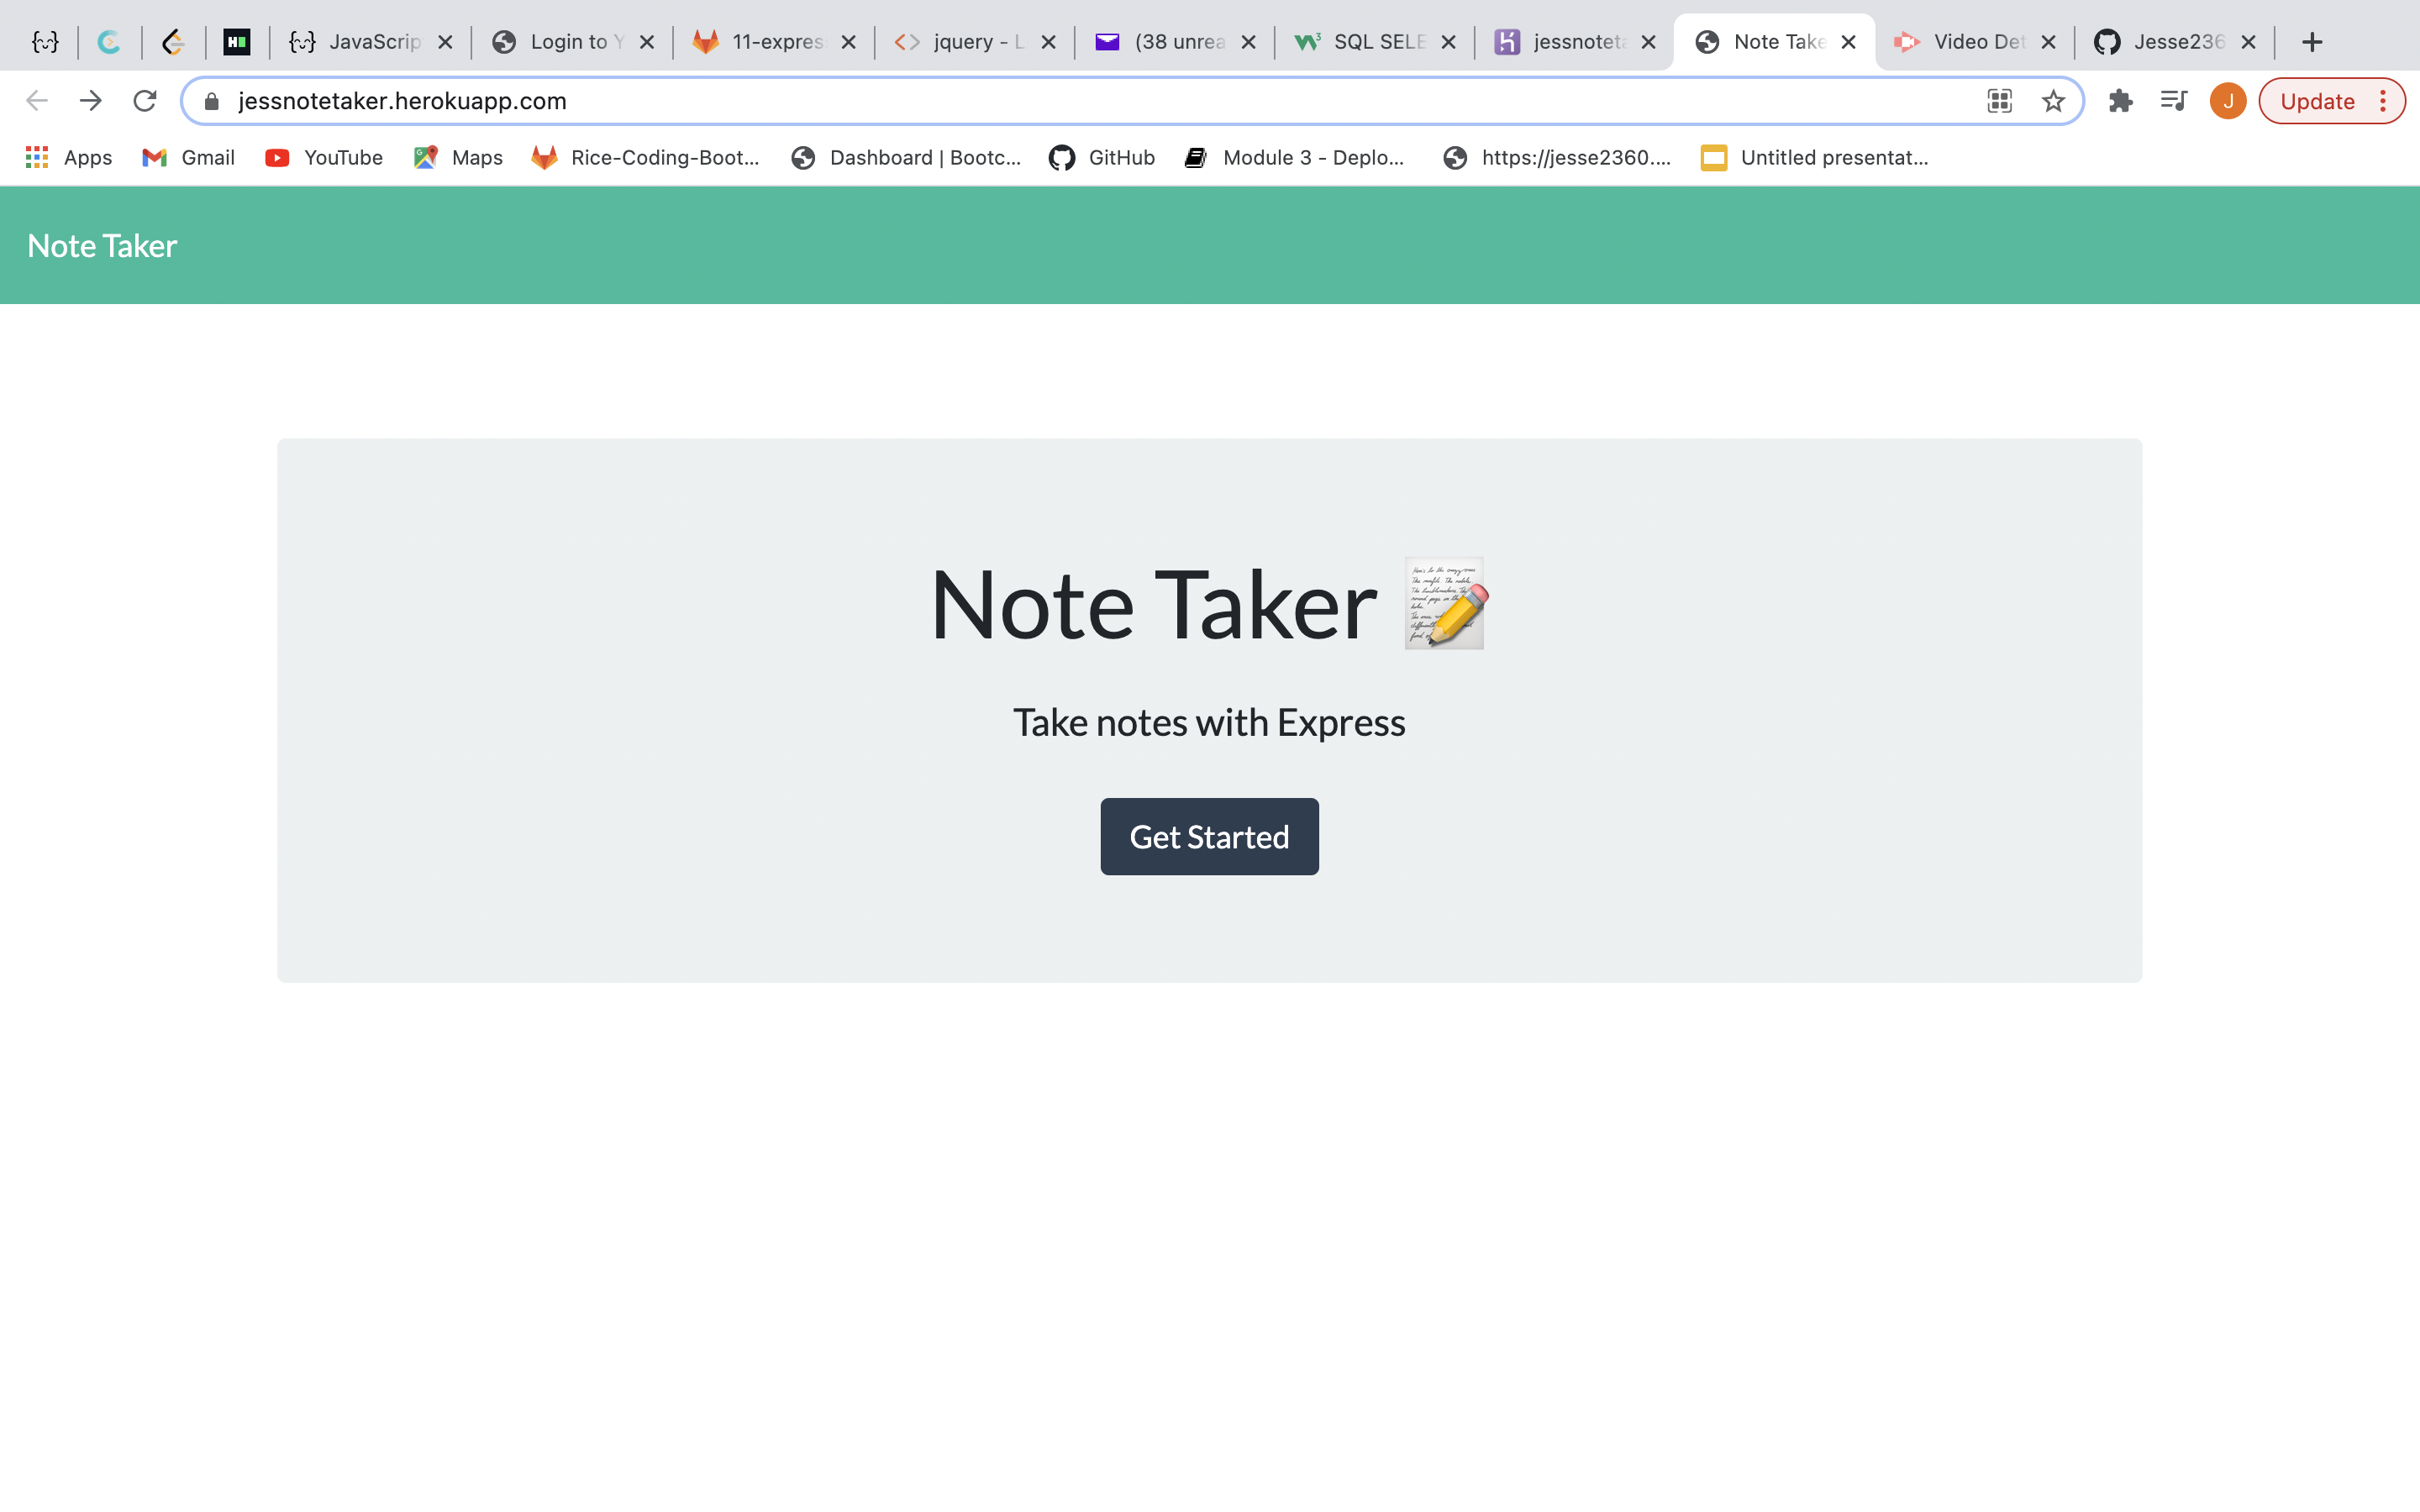 JavaScrip Login to Y 11-expres jquery - L (38 unrea SQL SELE jessnoteta Note Take Video Det Jesse236
jessnotetaker.herokuapp.com J Update
Apps Gmail YouTube Maps Rice-Coding-Boot... Dashboard | Bootc... GitHub Module 3 - Deplo... https://jesse2360.... Untitled presentat...
Note Taker
Note Taker
Take notes with Express
Get Started